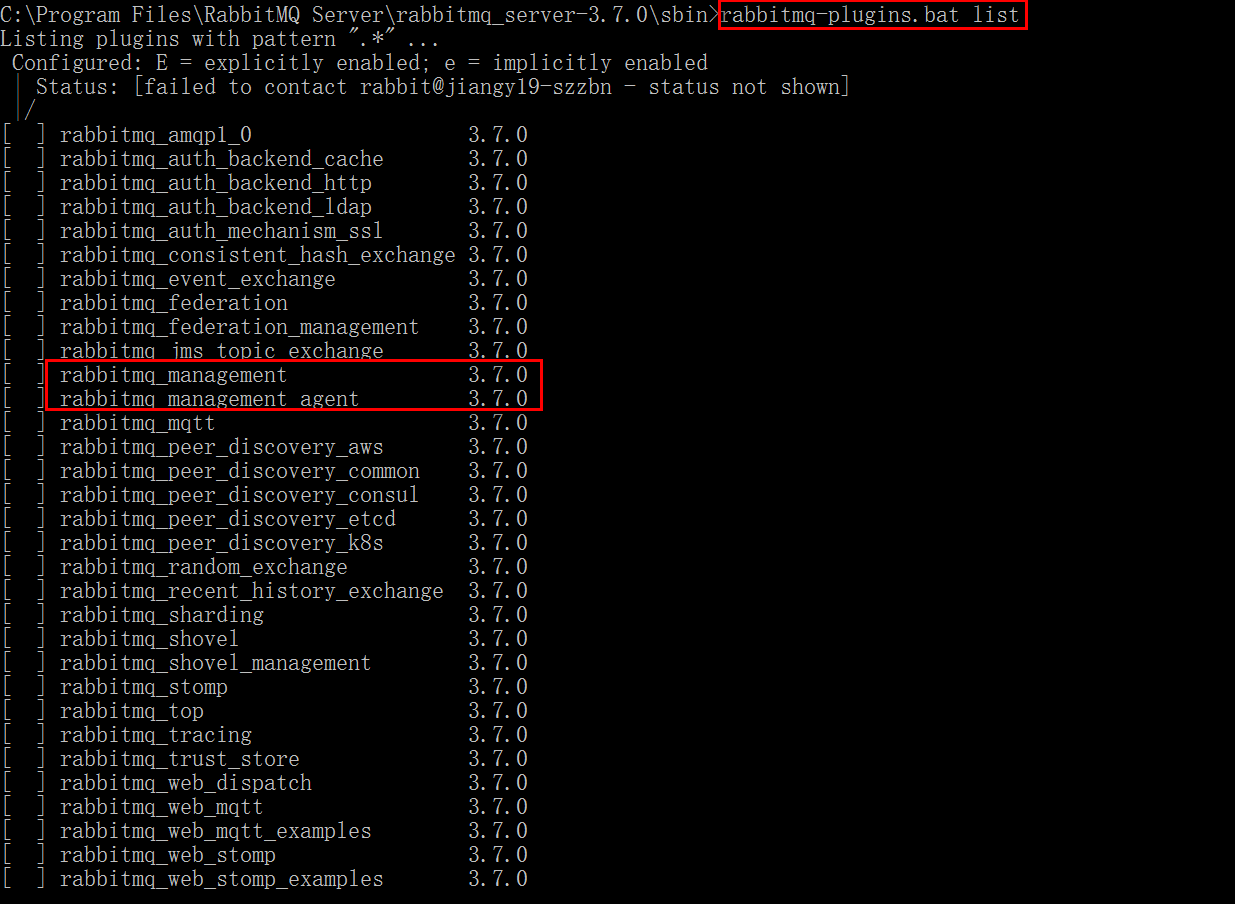 C:\Program Files\RabbitMQ Server\rabbitmq_server-3.7.0\sbin>rabbitmq-plugins.bat list
Listing plugins with pattern ".*" ...
 Configured: E = explicitly enabled; e = implicitly enabled
 | Status: [failed to contact rabbit@jiangy19-szzbn - status not shown]
 |/
[  ] rabbitmq_amqp1_0                  3.7.0
[  ] rabbitmq_auth_backend_cache       3.7.0
[  ] rabbitmq_auth_backend_http        3.7.0
[  ] rabbitmq_auth_backend_ldap        3.7.0
[  ] rabbitmq_auth_mechanism_ssl       3.7.0
[  ] rabbitmq_consistent_hash_exchange 3.7.0
[  ] rabbitmq_event_exchange           3.7.0
[  ] rabbitmq_federation               3.7.0
[  ] rabbitmq_federation_management    3.7.0
[  ] rabbitmq_jms_topic_exchange       3.7.0
[  ] rabbitmq_management               3.7.0
[  ] rabbitmq_management_agent         3.7.0
[  ] rabbitmq_mqtt                     3.7.0
[  ] rabbitmq_peer_discovery_aws       3.7.0
[  ] rabbitmq_peer_discovery_common    3.7.0
[  ] rabbitmq_peer_discovery_consul    3.7.0
[  ] rabbitmq_peer_discovery_etcd      3.7.0
[  ] rabbitmq_peer_discovery_k8s       3.7.0
[  ] rabbitmq_random_exchange          3.7.0
[  ] rabbitmq_recent_history_exchange  3.7.0
[  ] rabbitmq_sharding                 3.7.0
[  ] rabbitmq_shovel                   3.7.0
[  ] rabbitmq_shovel_management        3.7.0
[  ] rabbitmq_stomp                    3.7.0
[  ] rabbitmq_top                      3.7.0
[  ] rabbitmq_tracing                  3.7.0
[  ] rabbitmq_trust_store              3.7.0
[  ] rabbitmq_web_dispatch             3.7.0
[  ] rabbitmq_web_mqtt                 3.7.0
[  ] rabbitmq_web_mqtt_examples        3.7.0
[  ] rabbitmq_web_stomp                3.7.0
[  ] rabbitmq_web_stomp_examples       3.7.0